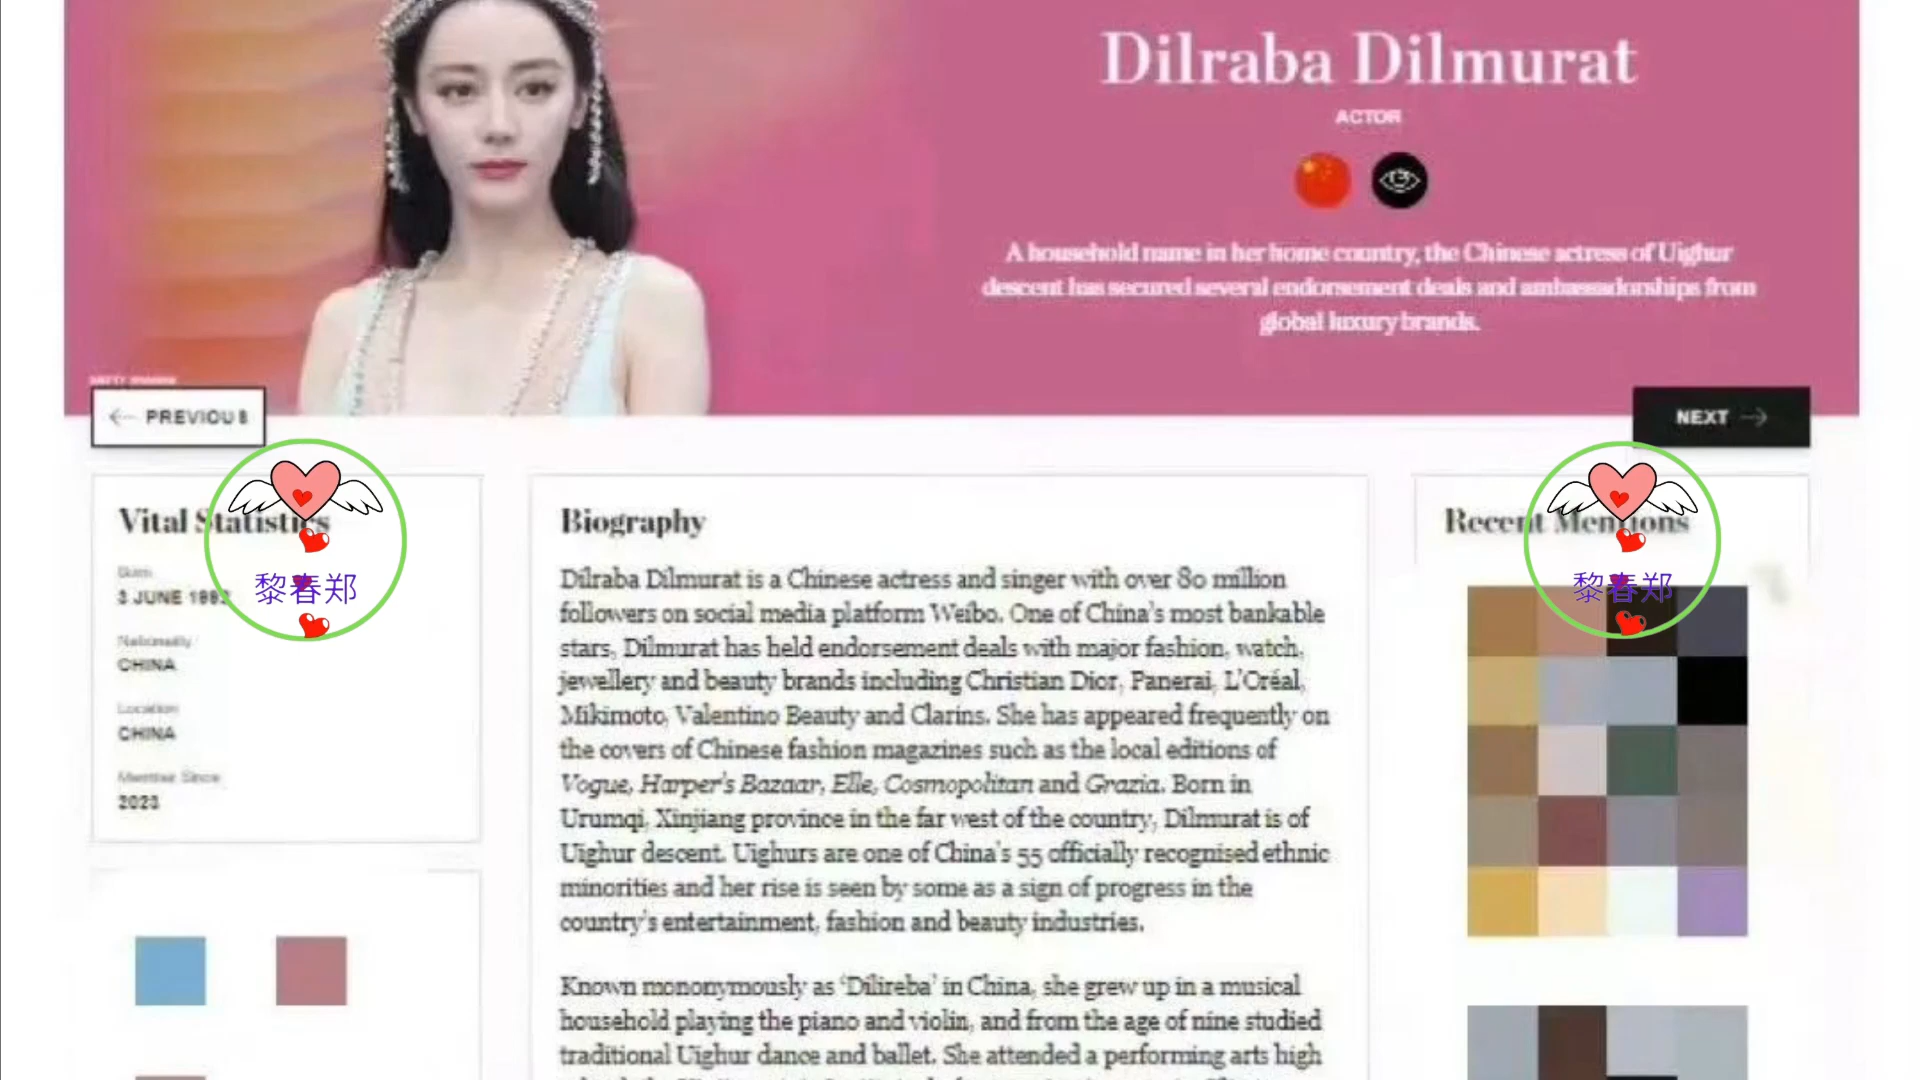 Dilraba Dilmurat
ACTOR
A household name in her home country, the Chinese actress of Uighur
descent has secured several endorsement deals and ambassadorships from
global luxury brands.
← PREVIOUS
NEXT →
Vital Statistics
Born
3 JUNE 1992
Nationality
CHINA
Location
CHINA
Member Since
2023
黎春郑
Biography
Dilraba Dilmurat is a Chinese actress and singer with over 80 million
followers on social media platform Weibo. One of China's most bankable
stars, Dilmurat has held endorsement deals with major fashion, watch,
jewellery and beauty brands including Christian Dior, Panerai, L'Oréal,
Mikimoto, Valentino Beauty and Clarins. She has appeared frequently on
the covers of Chinese fashion magazines such as the local editions of
Vogue, Harper's Bazaar, Elle, Cosmopolitan and Grazia. Born in
Urumqi, Xinjiang province in the far west of the country, Dilmurat is of
Uighur descent. Uighurs are one of China's 55 officially recognised ethnic
minorities and her rise is seen by some as a sign of progress in the
country's entertainment, fashion and beauty industries.
Known mononymously as 'Dilireba' in China, she grew up in a musical
household playing the piano and violin, and from the age of nine studied
traditional Uighur dance and ballet. She attended a performing arts high
Recent Mentions
黎春郑